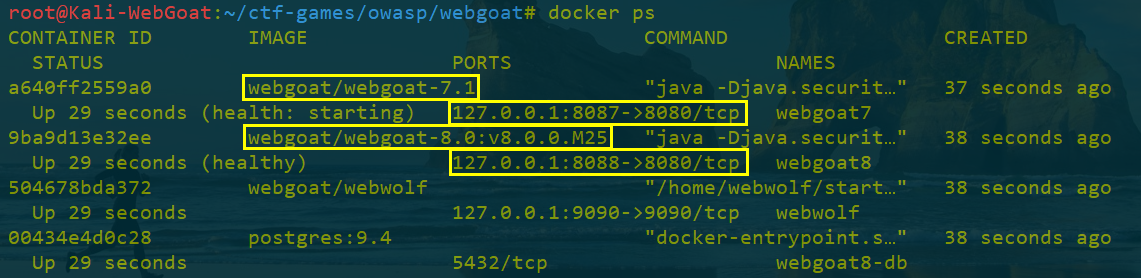 root@Kali-WebGoat:~/ctf-games/owasp/webgoat# docker ps
CONTAINER ID        IMAGE                           COMMAND                  CREATED
  STATUS                             PORTS                      NAMES
a640ff2559a0        webgoat/webgoat-7.1             "java -Djava.securit…"   37 seconds ago
  Up 29 seconds (health: starting)   127.0.0.1:8087->8080/tcp   webgoat7
9ba9d13e32ee        webgoat/webgoat-8.0:v8.0.0.M25  "java -Djava.securit…"   38 seconds ago
  Up 29 seconds (healthy)            127.0.0.1:8088->8080/tcp   webgoat8
504678bda372        webgoat/webwolf                 "/home/webwolf/start…"   38 seconds ago
  Up 29 seconds                      127.0.0.1:9090->9090/tcp   webwolf
00434e4d0c28        postgres:9.4                    "docker-entrypoint.s…"   38 seconds ago
  Up 29 seconds                      5432/tcp                   webgoat8-db